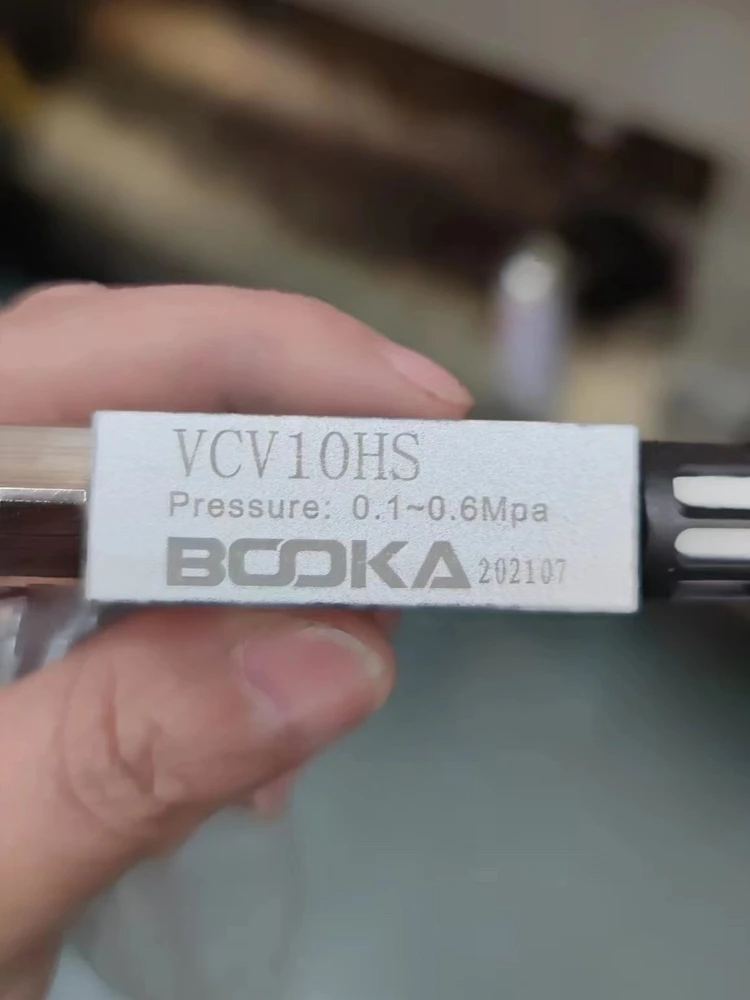 VCV10HS
Pressure: 0.1~0.6Mpa
BOOKA 202107